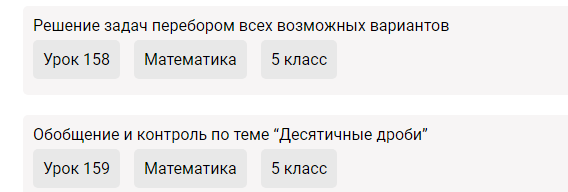 Решение задач перебором всех возможных вариантов
Урок 158 Математика 5 класс
Обобщение и контроль по теме “Десятичные дроби”
Урок 159 Математика 5 класс